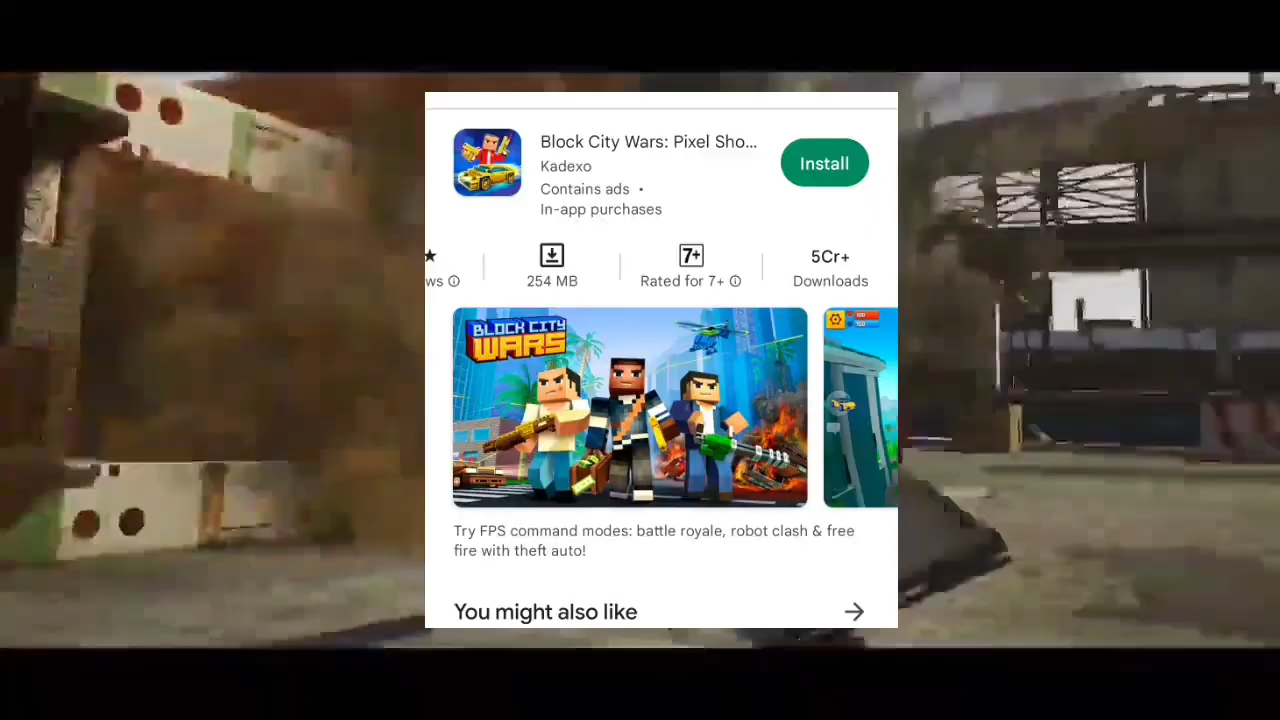 Block City Wars: Pixel Sho...
Kadexo
Contains ads •
In-app purchases
Install
ws
254 MB
7+
Rated for 7+
5Cr+
Downloads
BLOCK CITY
WARS
100
100
Try FPS command modes: battle royale, robot clash & free
fire with theft auto!
You might also like